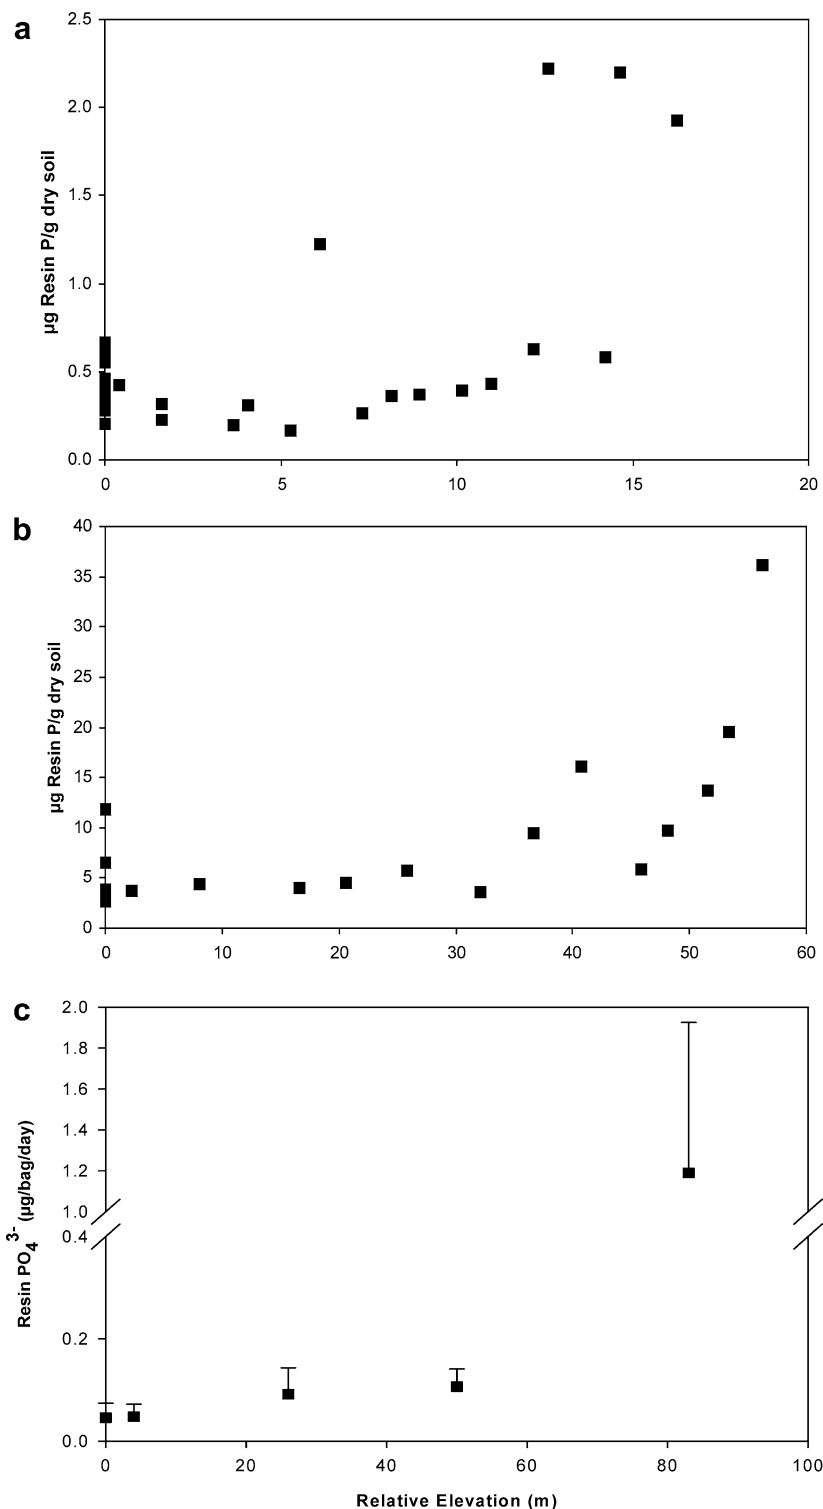 a
2.5
2.0
1.5
1.0
0.5
0.0
µg Resin P/g dry soil
0 5 10 15 20
b
40
35
30
25
20
15
10
5
0
µg Resin P/g dry soil
0 10 20 30 40 50 60
c
2.0
1.8
1.6
1.4
1.2
1.0
0.4
0.2
0.0
Resin PO4 3- (µg/bag/day)
0 20 40 60 80 100
Relative Elevation (m)